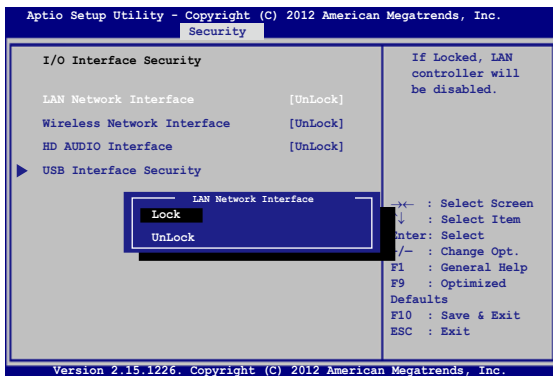 Aptio Setup Utility - Copyright (C) 2012 American Megatrends, Inc.
Security
I/O Interface Security
LAN Network Interface [UnLock]
Wireless Network Interface [UnLock]
HD AUDIO Interface [UnLock]
USB Interface Security
LAN Network Interface
Lock
UnLock
If Locked, LAN
controller will
be disabled.
→← : Select Screen
↑↓ : Select Item
Enter: Select
+/— : Change Opt.
F1 : General Help
F9 : Optimized
Defaults
F10 : Save & Exit
ESC : Exit
Version 2.15.1226. Copyright (C) 2012 American Megatrends, Inc.